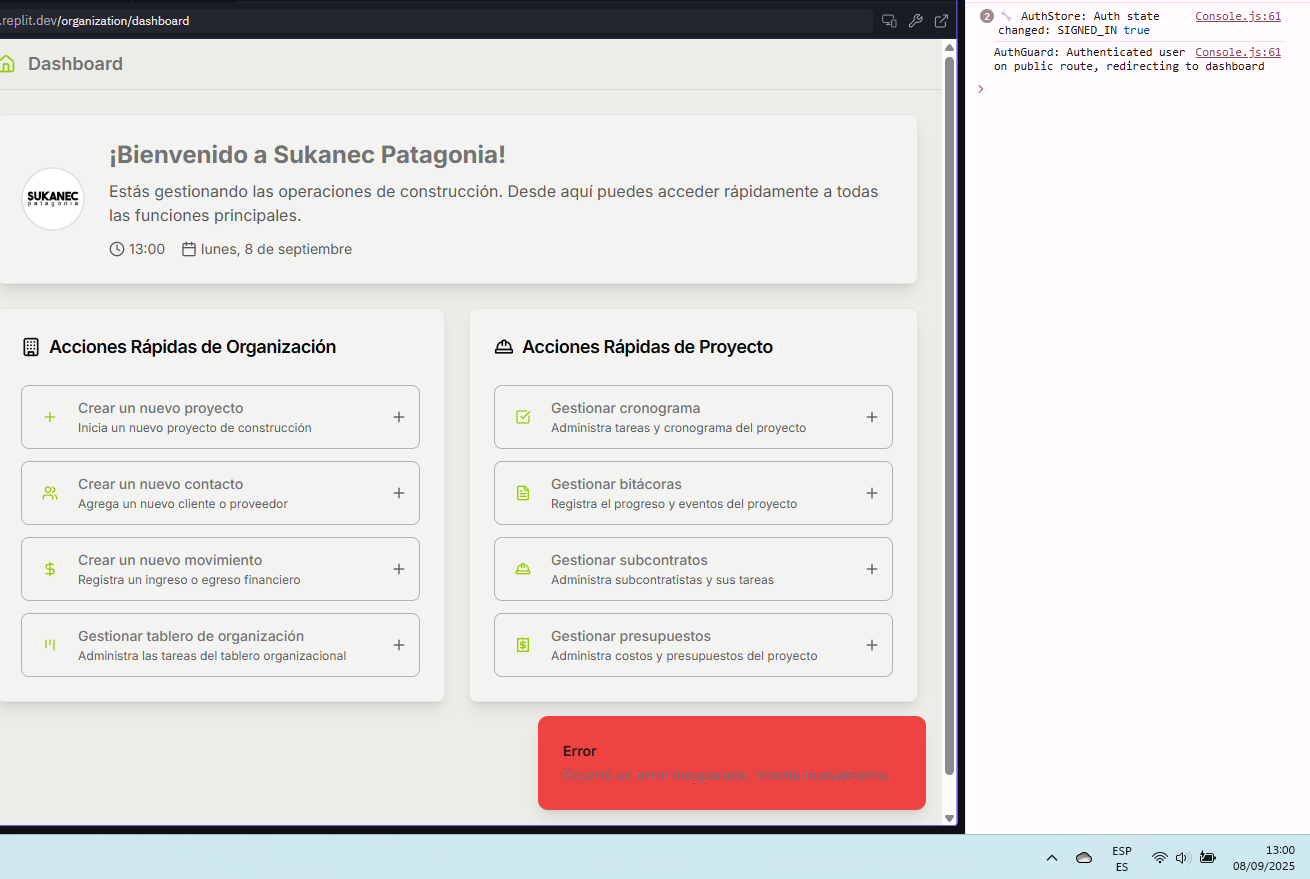 .replit.dev/organization/dashboard
Dashboard
¡Bienvenido a Sukanec Patagonia!
SUKANEC
patagonia
Estás gestionando las operaciones de construcción. Desde aquí puedes acceder rápidamente a todas
las funciones principales.
13:00 lunes, 8 de septiembre
Acciones Rápidas de Organización
Crear un nuevo proyecto
Inicia un nuevo proyecto de construcción
Crear un nuevo contacto
Agrega un nuevo cliente o proveedor
Crear un nuevo movimiento
Registra un ingreso o egreso financiero
Gestionar tablero de organización
Administra las tareas del tablero organizacional
Acciones Rápidas de Proyecto
Gestionar cronograma
Administra tareas y cronograma del proyecto
Gestionar bitácoras
Registra el progreso y eventos del proyecto
Gestionar subcontratos
Administra subcontratistas y sus tareas
Gestionar presupuestos
Administra costos y presupuestos del proyecto
Error
Ocurrió un error inesperado. Intenta nuevamente.
2 AuthStore: Auth state Console.js:61
changed: SIGNED_IN true
AuthGuard: Authenticated user Console.js:61
on public route, redirecting to dashboard
ESP
ES
13:00
08/09/2025